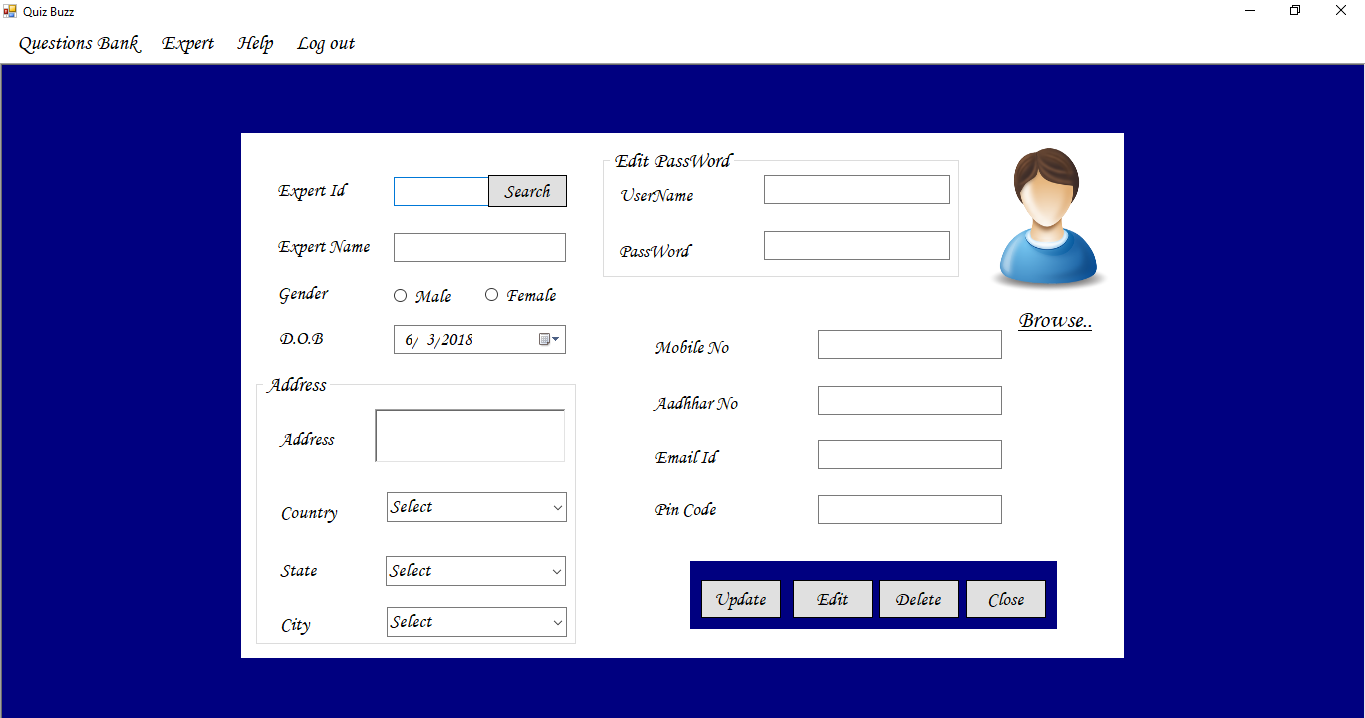 Quiz Buzz
Questions Bank Expert Help Log out
Expert Id Search
Expert Name
Gender Male Female
D.O.B 6/ 3/2018
Address
Address
Country Select
State Select
City Select
Edit PassWord
UserName
PassWord
Browse..
Mobile No
Aadhhar No
Email Id
Pin Code
Update Edit Delete Close